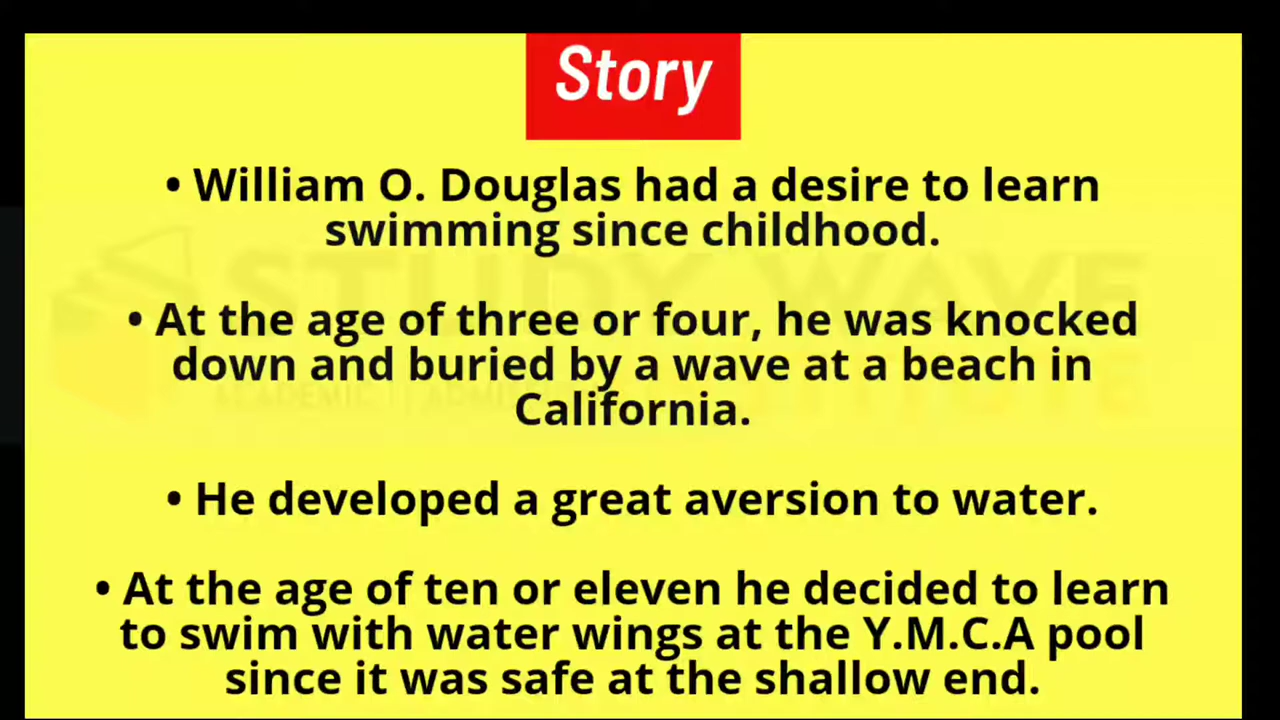 Story
• William O. Douglas had a desire to learn
swimming since childhood.
• At the age of three or four, he was knocked
down and buried by a wave at a beach in
California.
• He developed a great aversion to water.
• At the age of ten or eleven he decided to learn
to swim with water wings at the Y.M.C.A pool
since it was safe at the shallow end.
STUDY WAVE